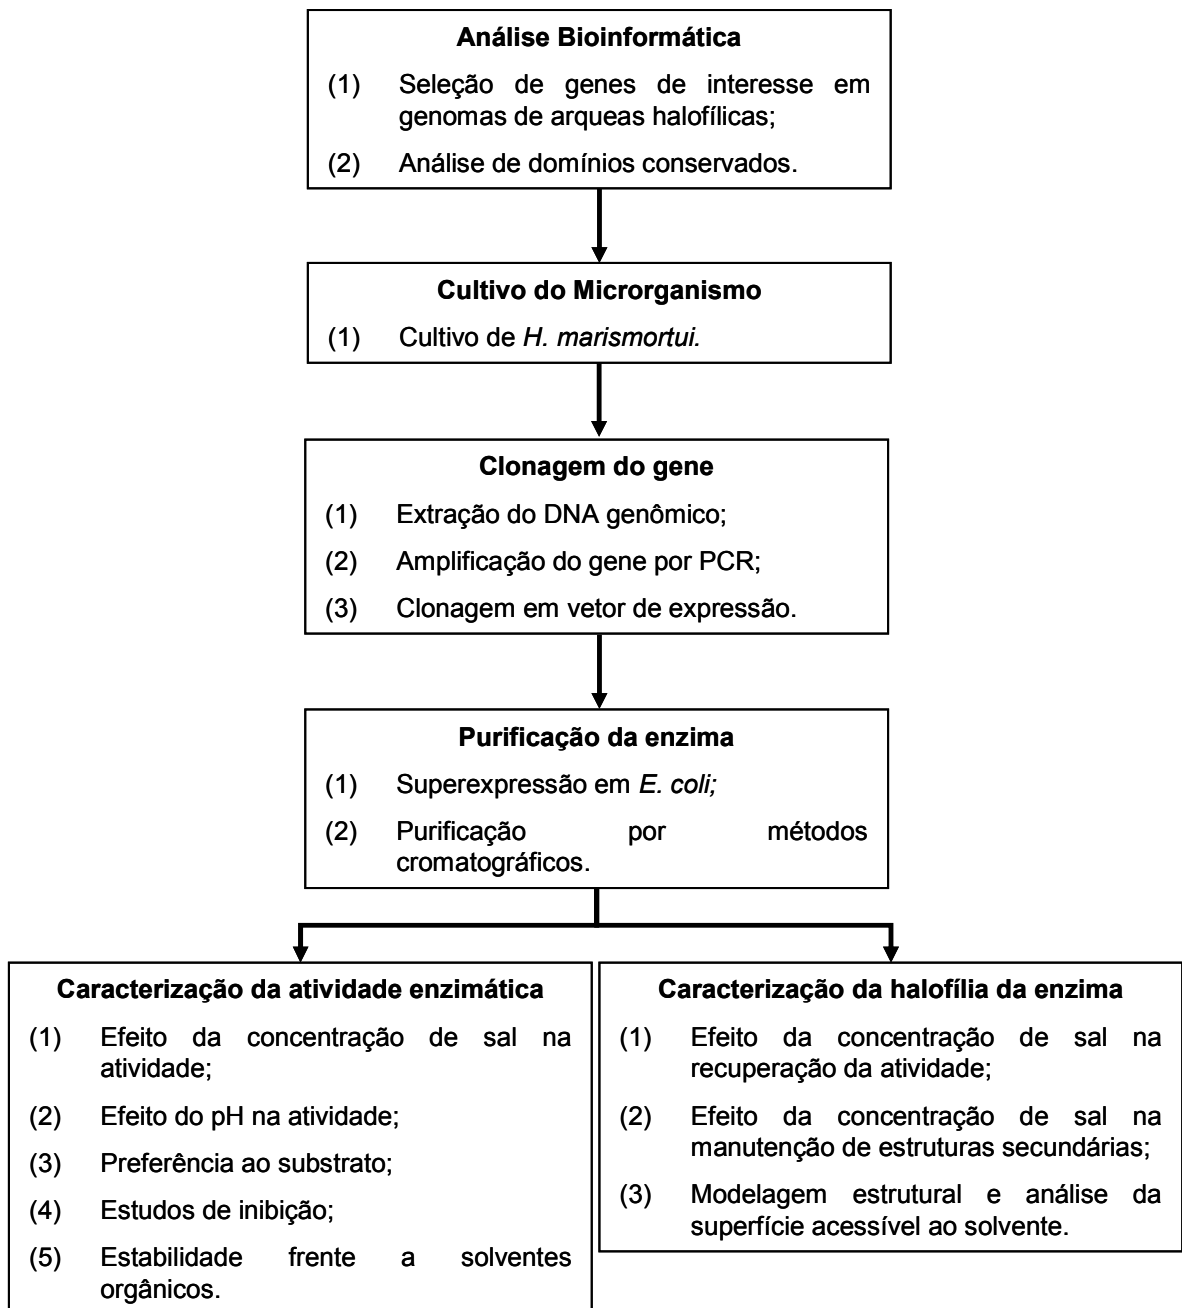 Análise Bioinformática
(1) Seleção de genes de interesse em
genomas de arqueas halofílicas;
(2) Análise de domínios conservados.
Cultivo do Microrganismo
(1) Cultivo de H. marismortui.
Clonagem do gene
(1) Extração do DNA genômico;
(2) Amplificação do gene por PCR;
(3) Clonagem em vetor de expressão.
Purificação da enzima
(1) Superexpressão em E. coli;
(2) Purificação por métodos
cromatográficos.
Caracterização da atividade enzimática
(1) Efeito da concentração de sal na
atividade;
(2) Efeito do pH na atividade;
(3) Preferência ao substrato;
(4) Estudos de inibição;
(5) Estabilidade frente a solventes
orgânicos.
Caracterização da halofília da enzima
(1) Efeito da concentração de sal na
recuperação da atividade;
(2) Efeito da concentração de sal na
manutenção de estruturas secundárias;
(3) Modelagem estrutural e análise da
superfície acessível ao solvente.